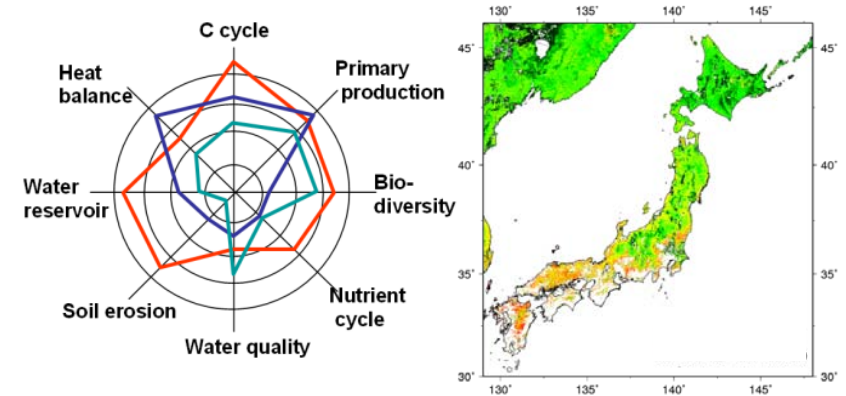 C cycle
Heat
balance
Primary
production
Water
reservoir
Bio-
diversity
Soil erosion
Nutrient
cycle
Water quality
130° 135° 140° 145°
45° 45°
40° 40°
35° 35°
30° 30°
130° 135° 140° 145°